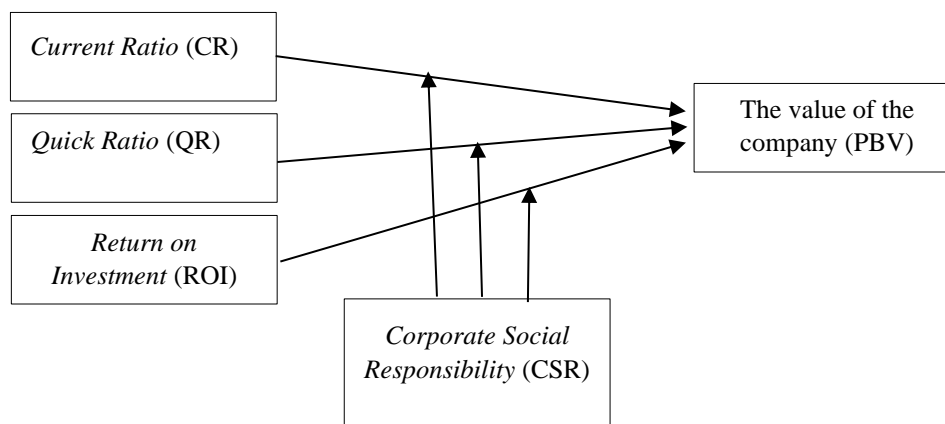 Current Ratio (CR)
The value of the
company (PBV)
Quick Ratio (QR)
Return on
Investment (ROI)
Corporate Social
Responsibility (CSR)